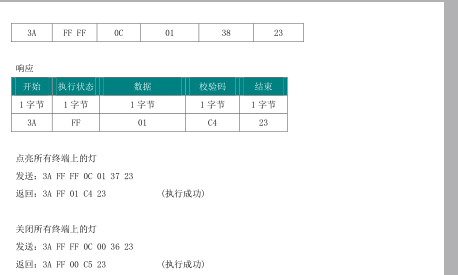 3A FF FF 0C 01 38 23
响应
开始 执行状态 数据 校验码 结束
1 字节 1 字节 1 字节 1 字节 1 字节
3A FF 01 C4 23
点亮所有终端上的灯
发送: 3A FF FF 0C 01 37 23
返回: 3A FF 01 C4 23 (执行成功)
关闭所有终端上的灯
发送: 3A FF FF 0C 00 36 23
返回: 3A FF 00 C5 23 (执行成功)